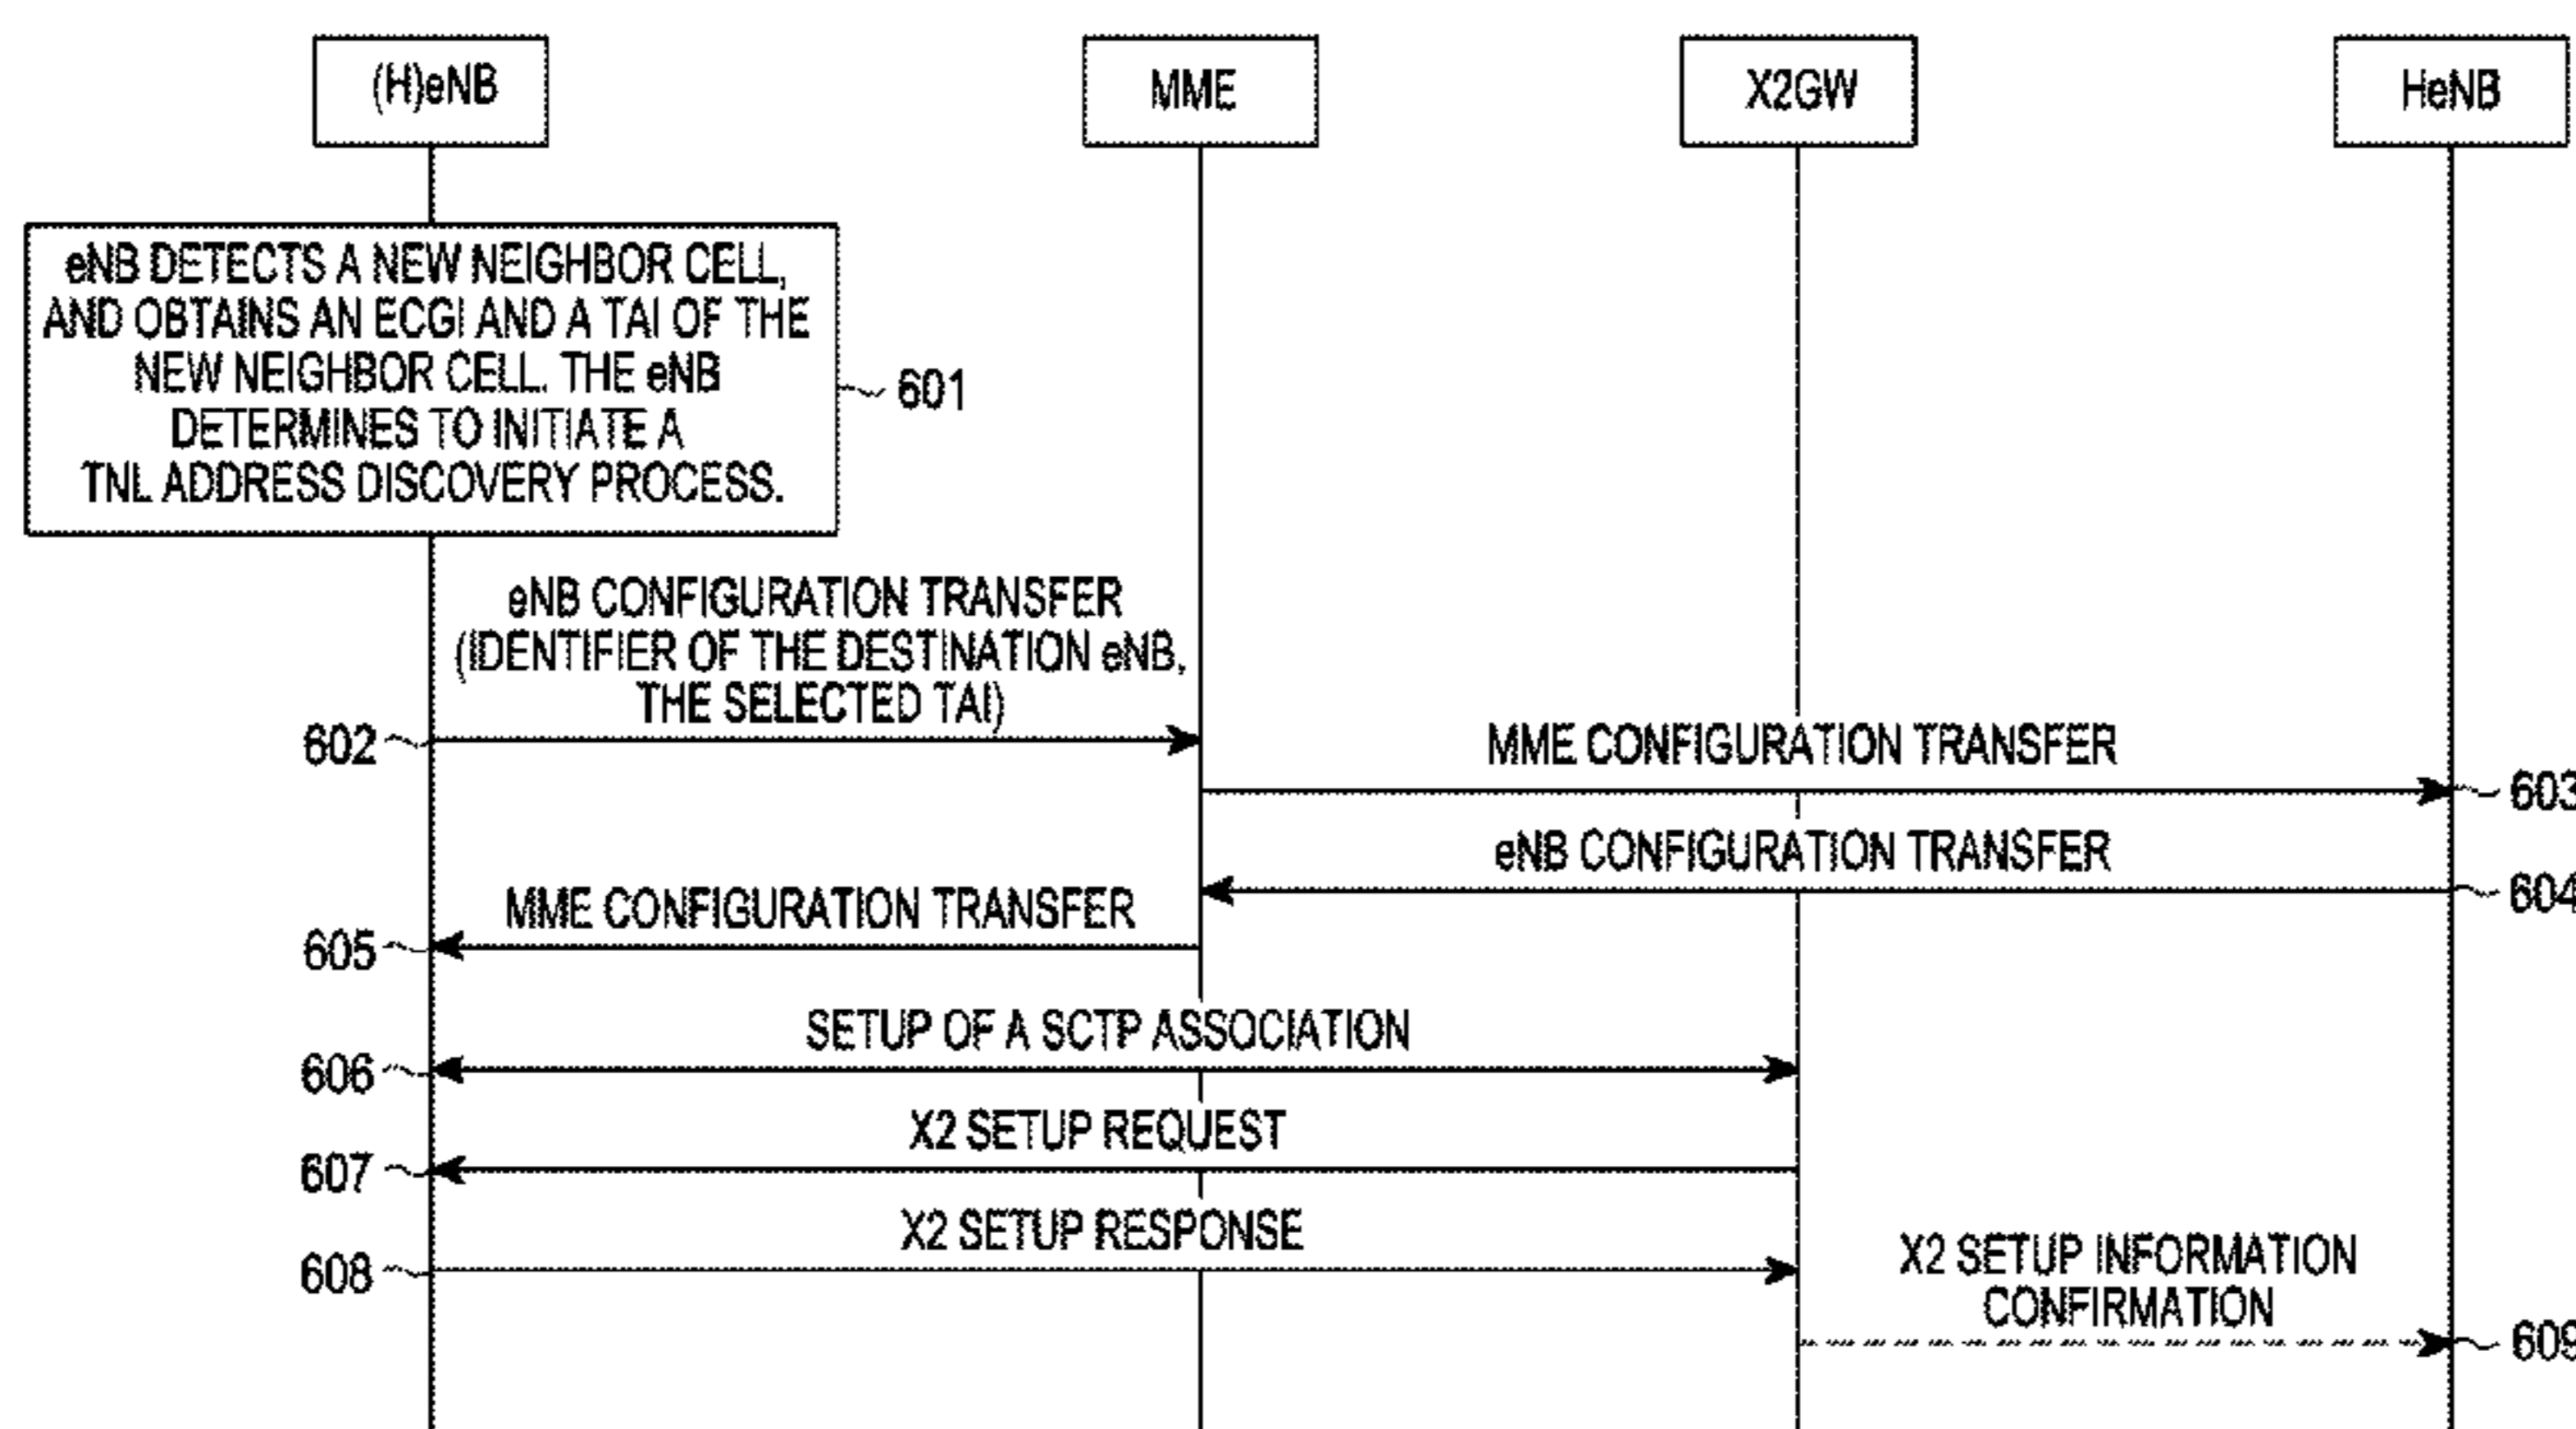 (H)eNB
MME
X2GW
HeNB
eNB DETECTS A NEW NEIGHBOR CELL,
AND OBTAINS AN ECGI AND A TAI OF THE
NEW NEIGHBOR CELL. THE eNB
DETERMINES TO INITIATE A
TNL ADDRESS DISCOVERY PROCESS.
601
eNB CONFIGURATION TRANSFER
(IDENTIFIER OF THE DESTINATION eNB,
THE SELECTED TAI)
602
MME CONFIGURATION TRANSFER
603
eNB CONFIGURATION TRANSFER
604
MME CONFIGURATION TRANSFER
605
SETUP OF A SCTP ASSOCIATION
606
X2 SETUP REQUEST
607
X2 SETUP RESPONSE
608
X2 SETUP INFORMATION
CONFIRMATION
609